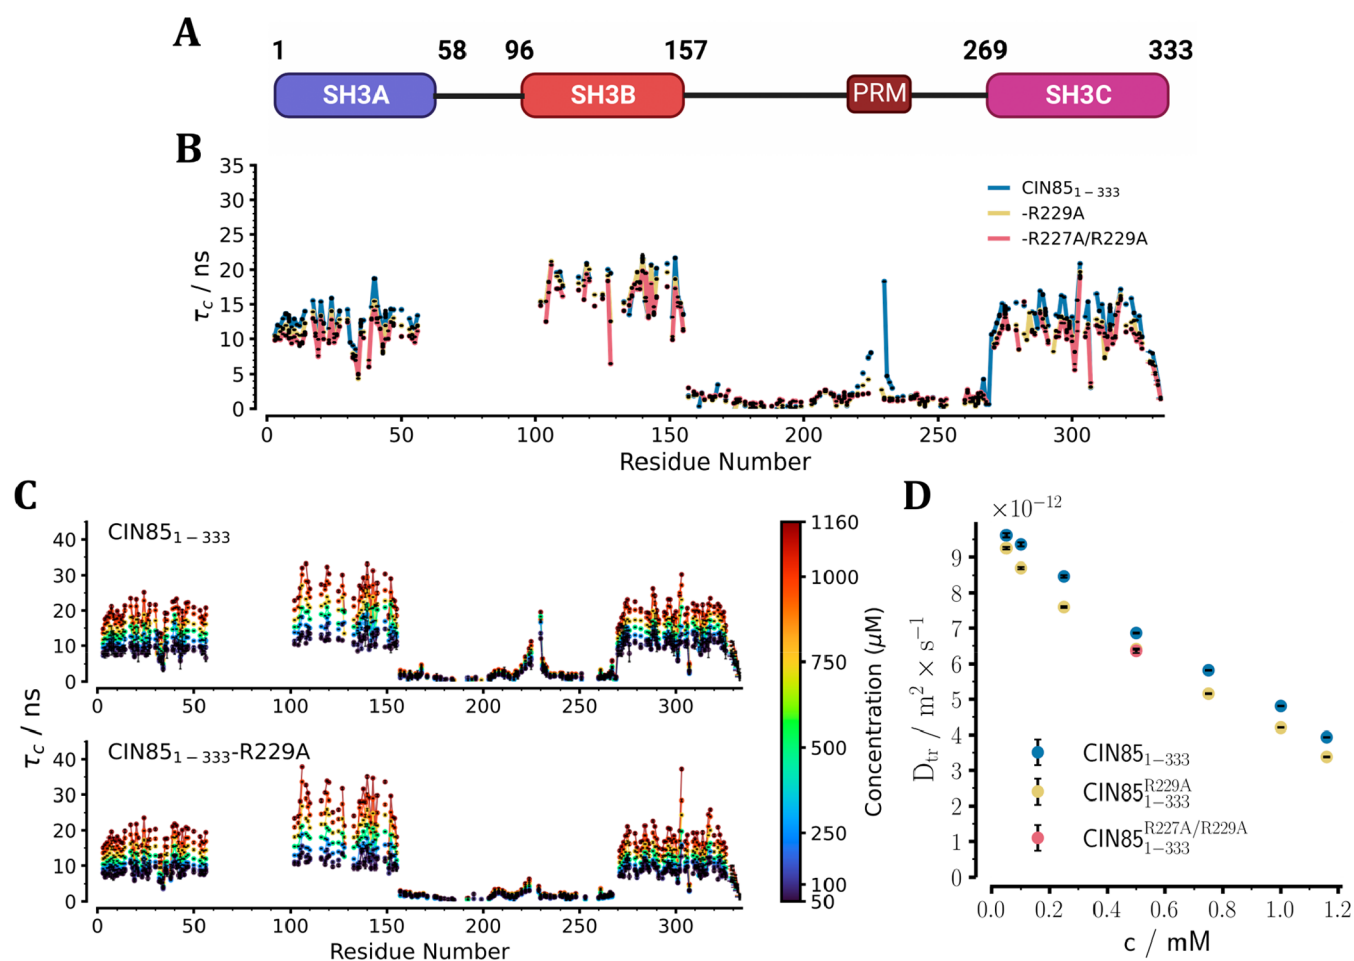 A
1 58 96 157 269 333
SH3A SH3B PRM SH3C
B
35
30
25
20
15
10
5
0
τc / ns
CIN851−333
-R229A
-R227A/R229A
0 50 100 150 200 250 300
Residue Number
C
CIN851−333
40
30
20
10
0
0 50 100 150 200 250 300
CIN851−333-R229A
40
30
20
10
0
0 50 100 150 200 250 300
τc / ns
Residue Number
1160
1000
750
500
250
100
50
Concentration (μM)
D
×10−12
9
8
7
6
5
4
3
2
1
0
Dtr / m2 × s−1
CIN851−333
CIN85R229A1−333
CIN85R227A/R229A1−333
0.0 0.2 0.4 0.6 0.8 1.0 1.2
c / mM